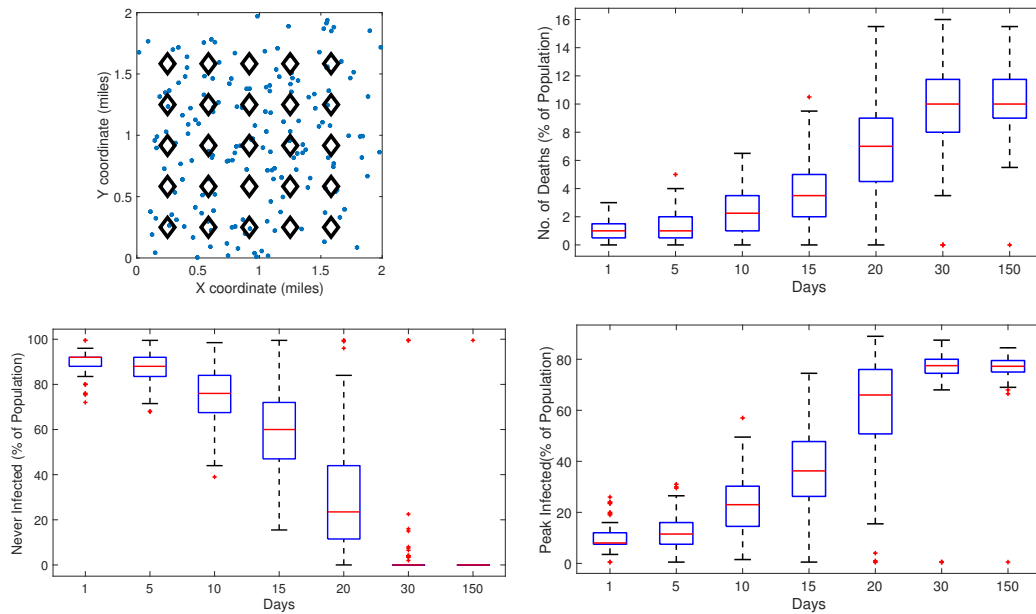 2
1.5
1
0.5
0
Y coordinate (miles)
0 0.5 1 1.5 2
X coordinate (miles)
16
14
12
10
8
6
4
2
0
No. of Deaths (% of Population)
1 5 10 15 20 30 150
Days
100
80
60
40
20
0
Never Infected (% of Population)
1 5 10 15 20 30 150
Days
80
60
40
20
0
Peak Infected(% of Population)
1 5 10 15 20 30 150
Days